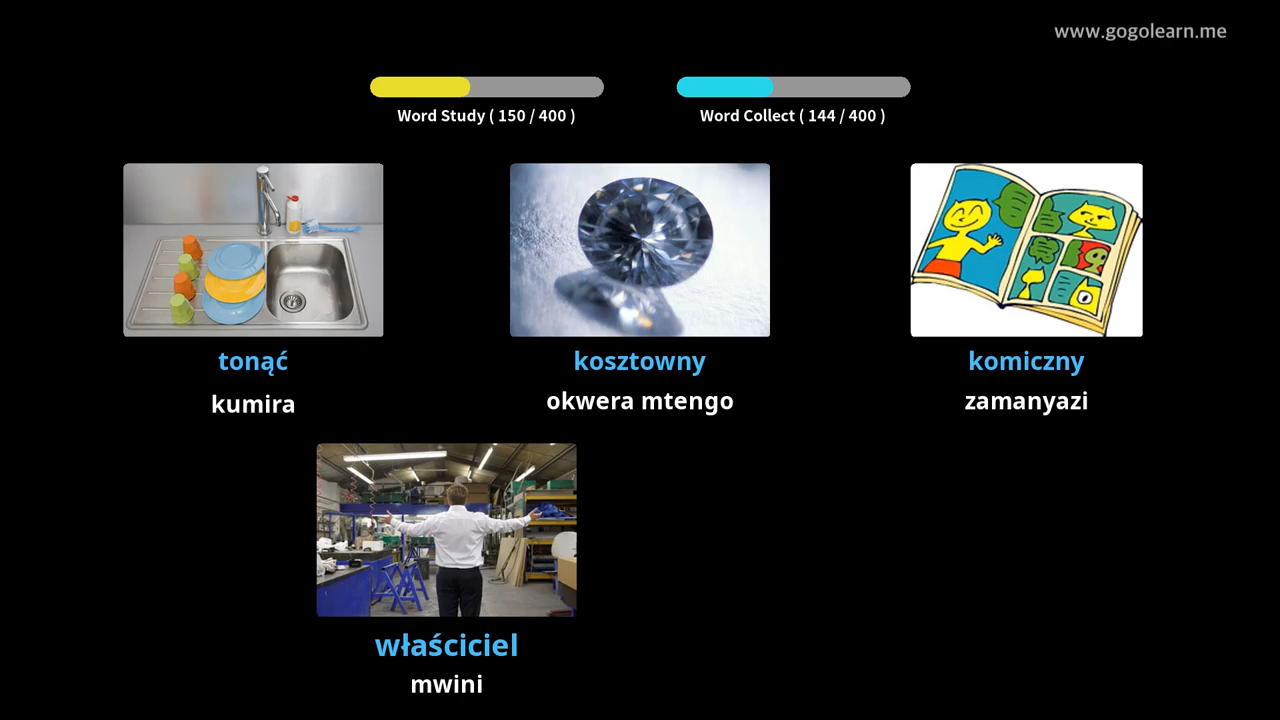 www.gogolearn.me
Word Study ( 150 / 400 )
Word Collect ( 144 / 400 )
tonąć
kumira
kosztowny
okwera mtengo
komiczny
zamanyazi
właściciel
mwini